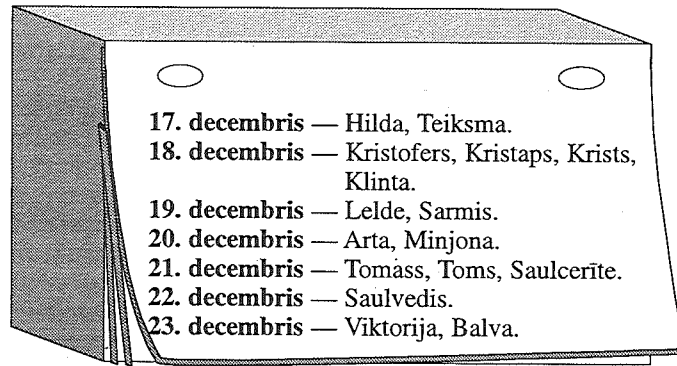 17. decembris — Hilda, Teiksma.
18. decembris — Kristofers, Kristaps, Krists,
Klinta.
19. decembris — Lelde, Sarmis.
20. decembris — Arta, Minjona.
21. decembris — Tomass, Toms, Saulcerīte.
22. decembris — Saulvedis.
23. decembris — Viktorija, Balva.